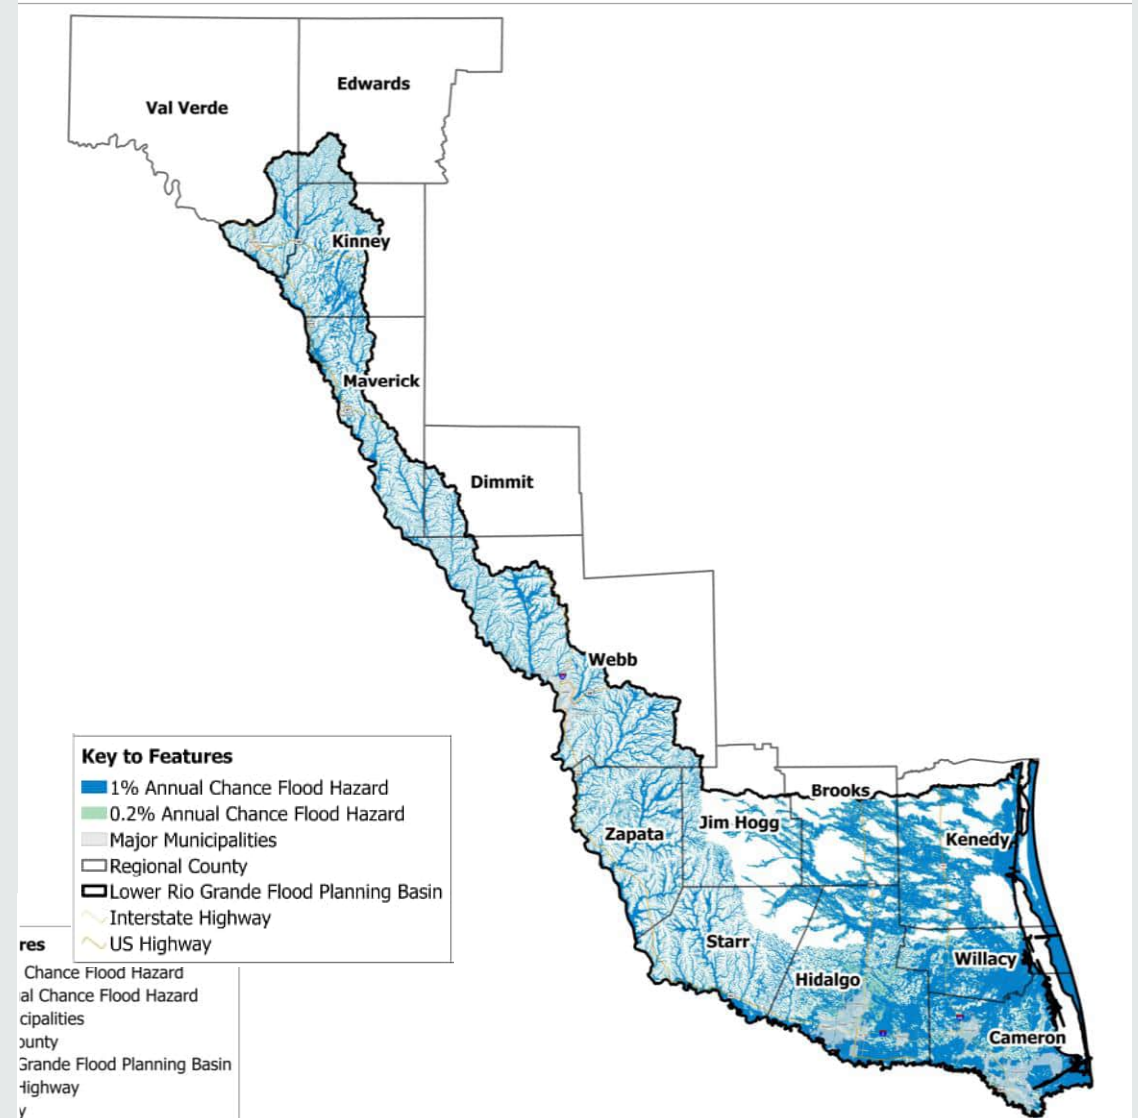 Edwards
Val Verde
Kinney
Maverick
Dimmit
Webb
Key to Features
1% Annual Chance Flood Hazard
0.2% Annual Chance Flood Hazard
Major Municipalities
Regional County
Lower Rio Grande Flood Planning Basin
Interstate Highway
US Highway
Brooks
Jim Hogg
Zapata
Kenedy
Starr
Willacy
Hidalgo
Cameron
res
Chance Flood Hazard
al Chance Flood Hazard
cipalities
ounty
Grande Flood Planning Basin
Highway
y